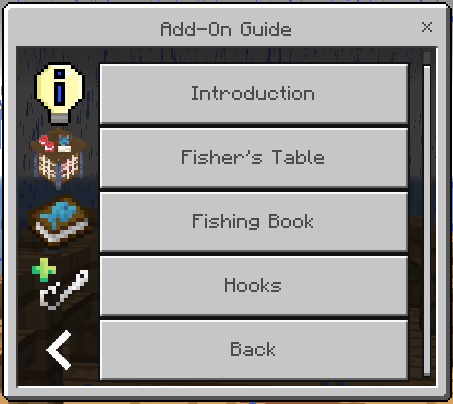 Add-On Guide
Introduction
Fisher's Table
Fishing Book
Hooks
Back